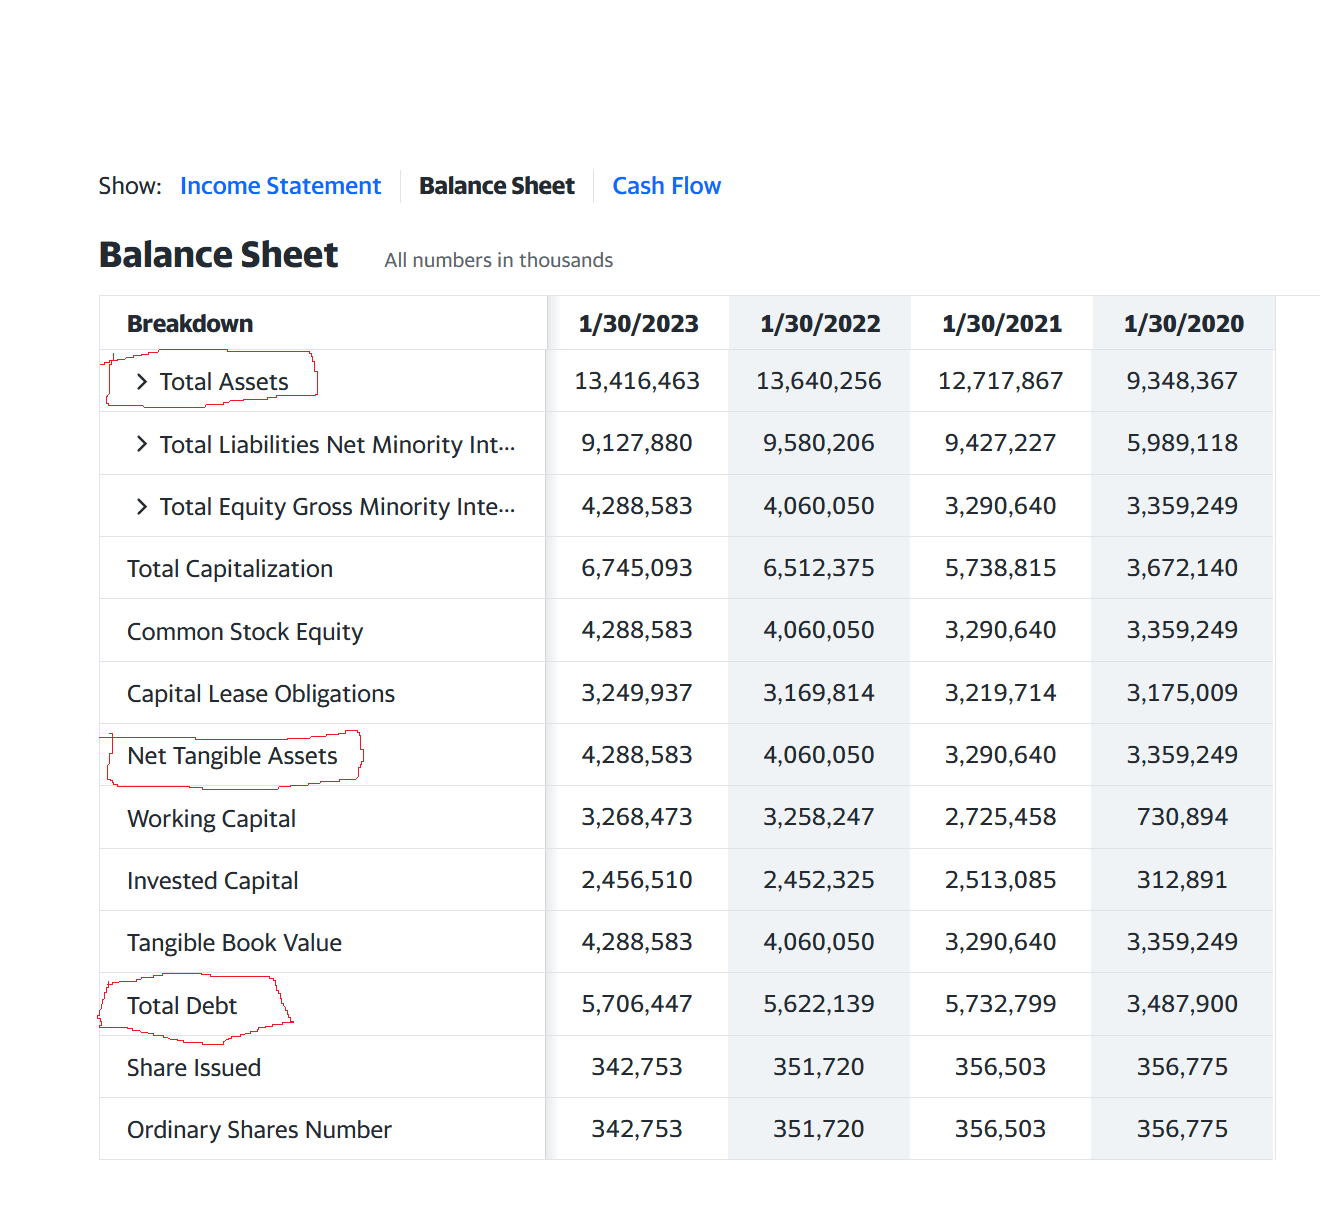 Show: Income Statement Balance Sheet Cash Flow
Balance Sheet All numbers in thousands
Breakdown 1/30/2023 1/30/2022 1/30/2021 1/30/2020
Total Assets 13,416,463 13,640,256 12,717,867 9,348,367
Total Liabilities Net Minority Int... 9,127,880 9,580,206 9,427,227 5,989,118
Total Equity Gross Minority Inte... 4,288,583 4,060,050 3,290,640 3,359,249
Total Capitalization 6,745,093 6,512,375 5,738,815 3,672,140
Common Stock Equity 4,288,583 4,060,050 3,290,640 3,359,249
Capital Lease Obligations 3,249,937 3,169,814 3,219,714 3,175,009
Net Tangible Assets 4,288,583 4,060,050 3,290,640 3,359,249
Working Capital 3,268,473 3,258,247 2,725,458 730,894
Invested Capital 2,456,510 2,452,325 2,513,085 312,891
Tangible Book Value 4,288,583 4,060,050 3,290,640 3,359,249
Total Debt 5,706,447 5,622,139 5,732,799 3,487,900
Share Issued 342,753 351,720 356,503 356,775
Ordinary Shares Number 342,753 351,720 356,503 356,775